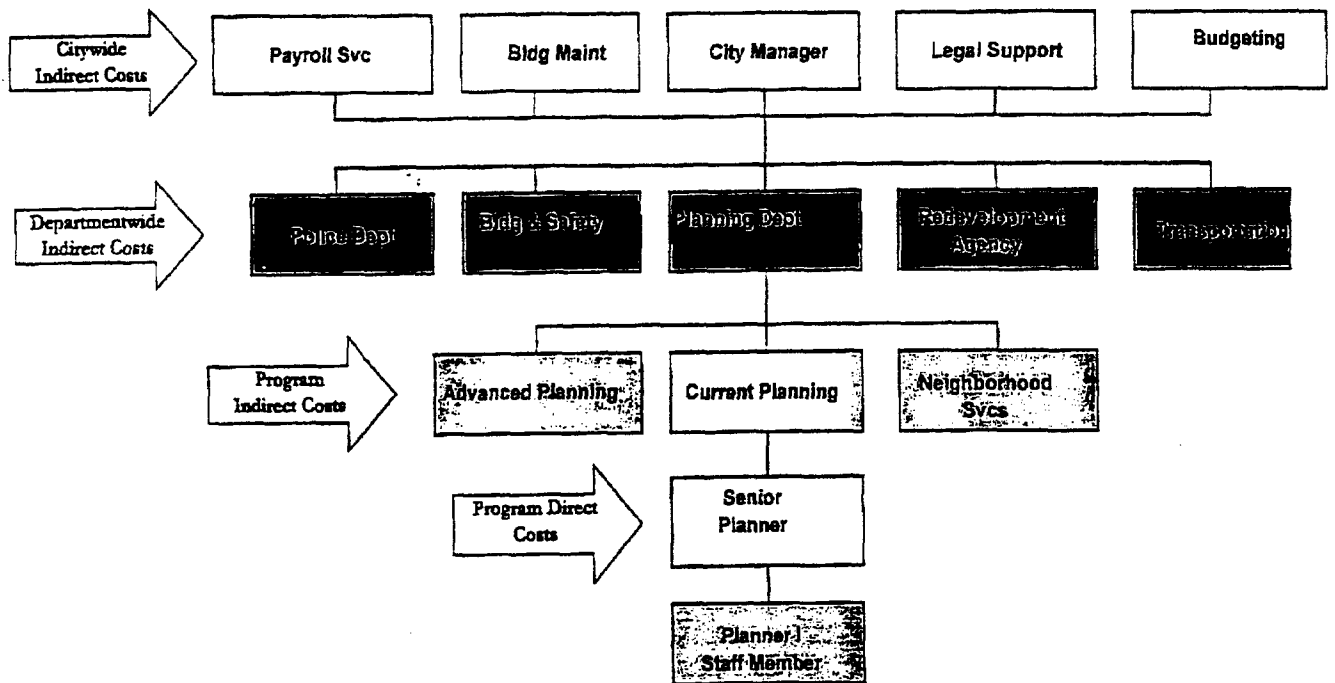 Citywide
Indirect Costs
Payroll Svc
Bldg Maint
City Manager
Legal Support
Budgeting
Departmentwide
Indirect Costs
Police Dept
Bldg & Safety
Planning Dept
Redevelopment
Agency
Transportation
Program
Indirect Costs
Advanced Planning
Current Planning
Neighborhood
Svcs
Program Direct
Costs
Senior
Planner
Planner I
Staff Member